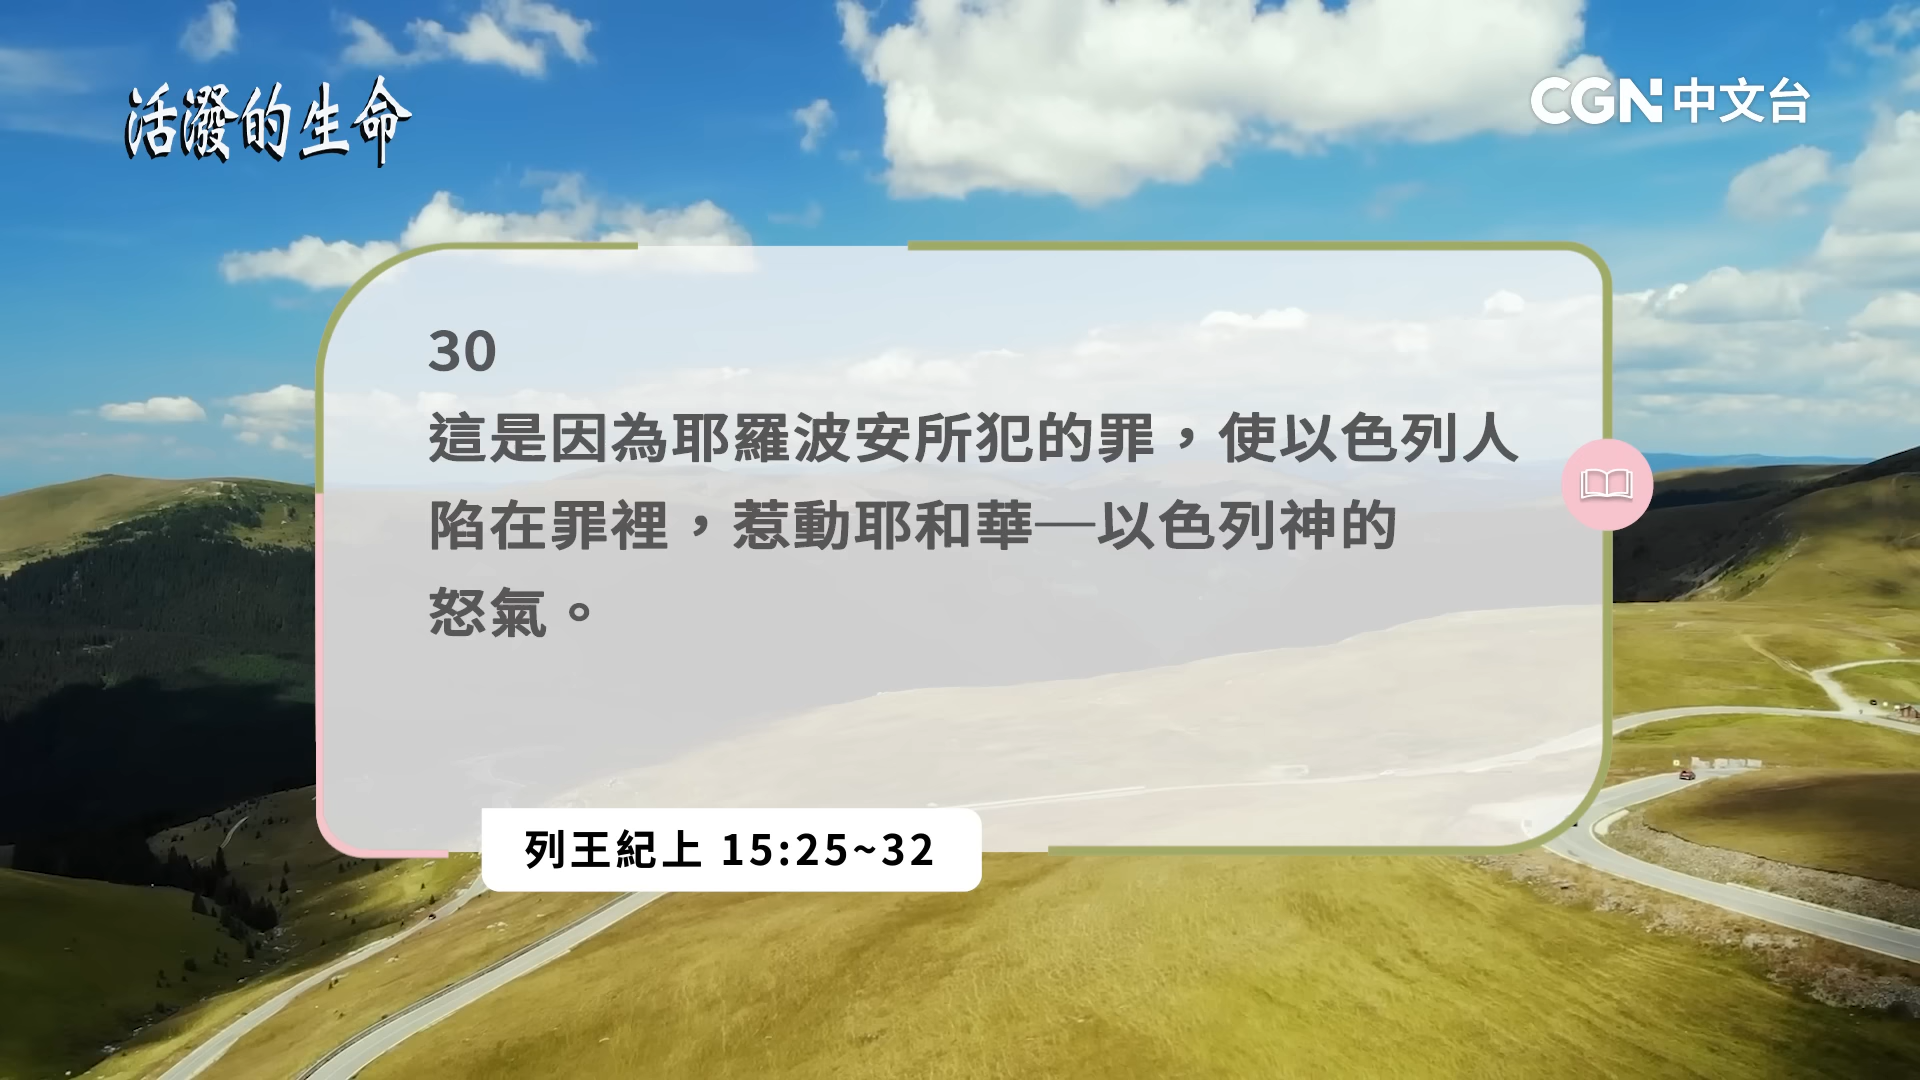 活潑的生命
CGN中文台
30
這是因為耶羅波安所犯的罪，使以色列人
陷在罪裡，惹動耶和華─以色列神的
怒氣。
列王紀上 15:25~32